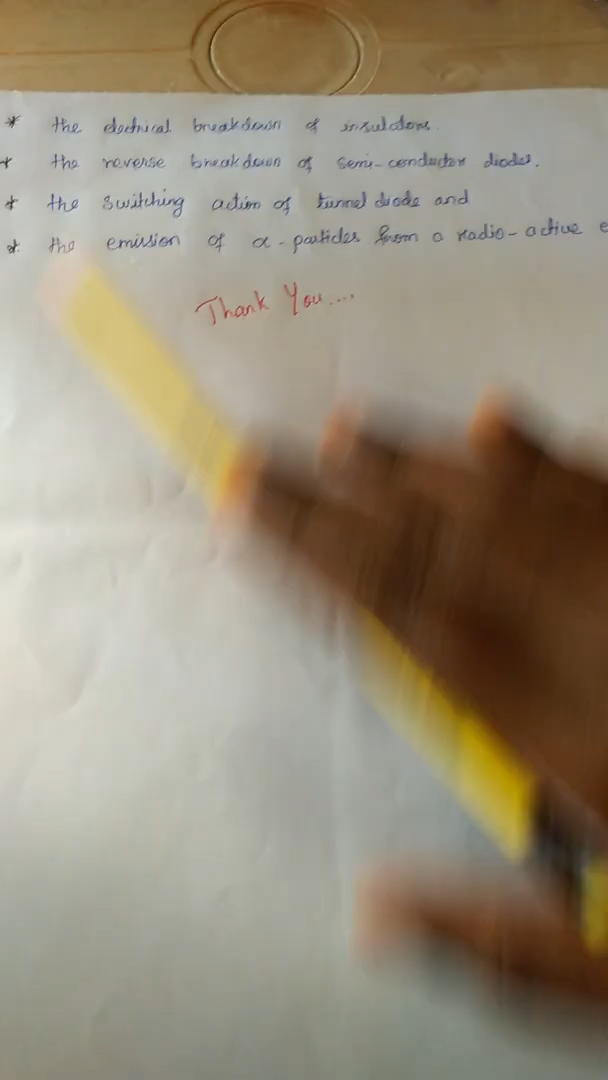 * the electrical breakdown of insulators.
* the reverse breakdown of semi-conductor diodes.
* the switching action of tunnel diode and
* the emission of α-particles from a radio-active e
Thank You....